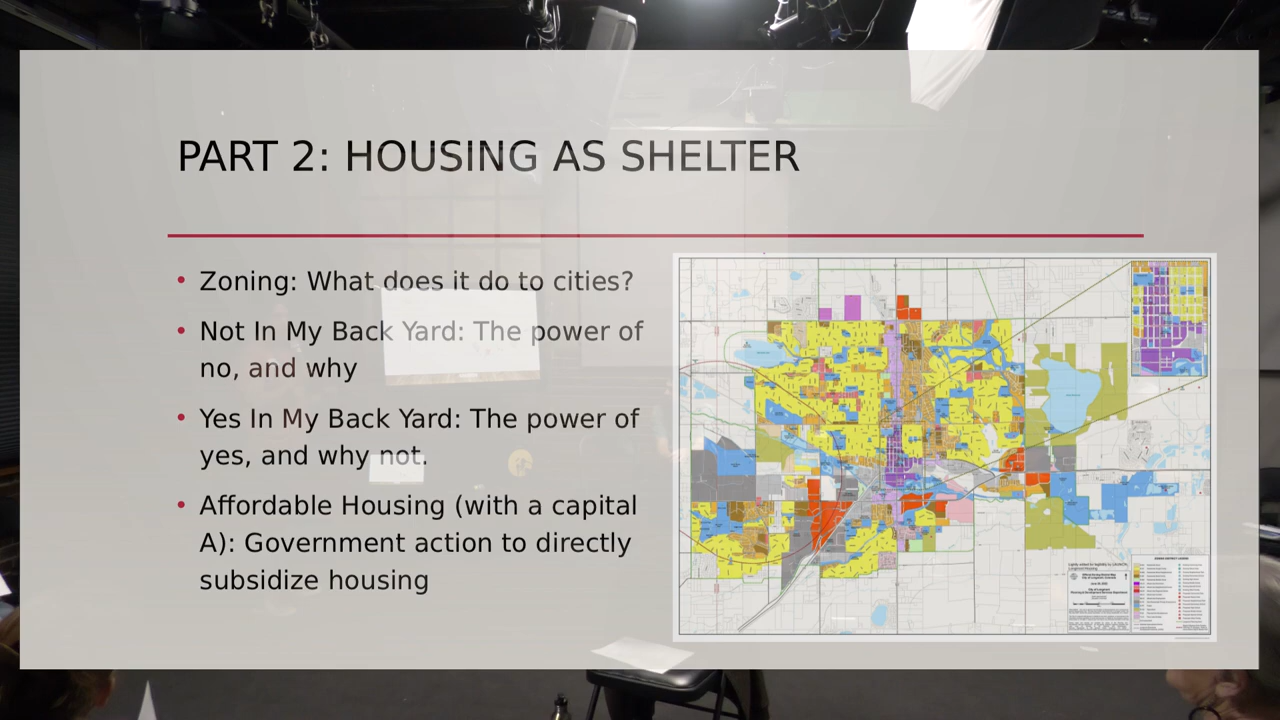 PART 2: HOUSING AS SHELTER
• Zoning: What does it do to cities?
• Not In My Back Yard: The power of
no, and why
• Yes In My Back Yard: The power of
yes, and why not.
• Affordable Housing (with a capital
A): Government action to directly
subsidize housing